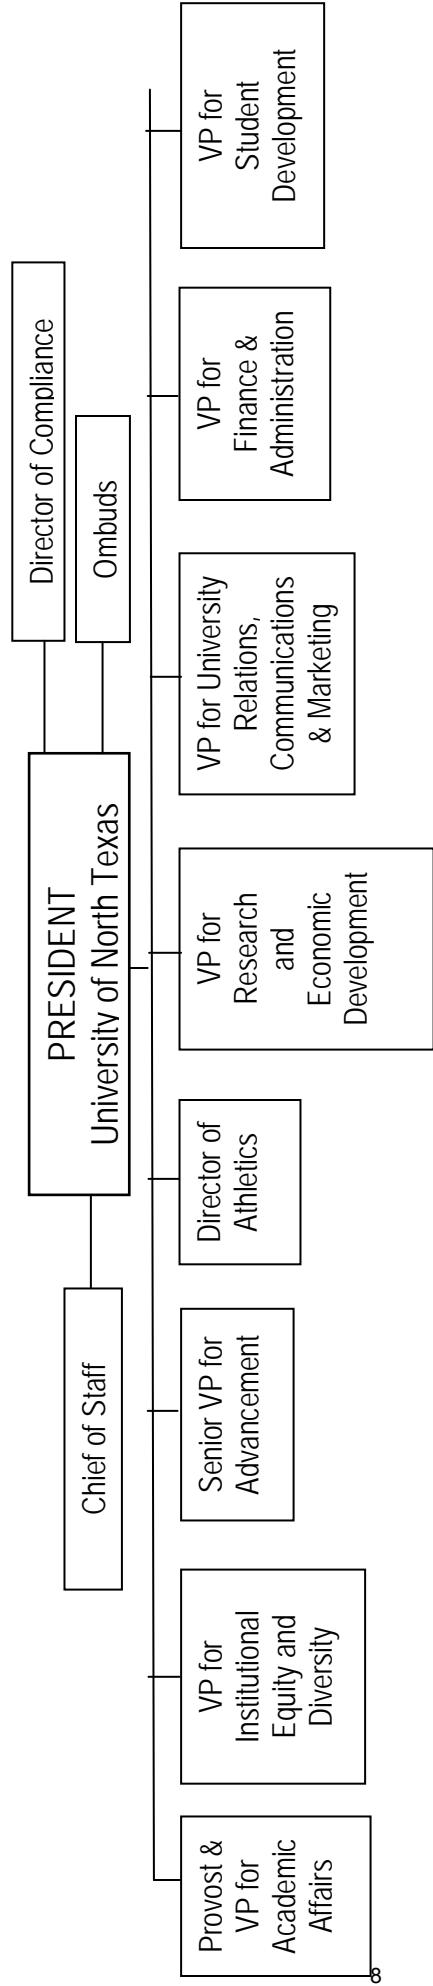 Director of Compliance
Ombuds
PRESIDENT
University of North Texas
Chief of Staff
Provost &
VP for
Academic
Affairs
VP for
Institutional
Equity and
Diversity
Senior VP for
Advancement
Director of
Athletics
VP for
Research
and
Economic
Development
VP for University
Relations,
Communications
& Marketing
VP for
Finance &
Administration
VP for
Student
Development
8